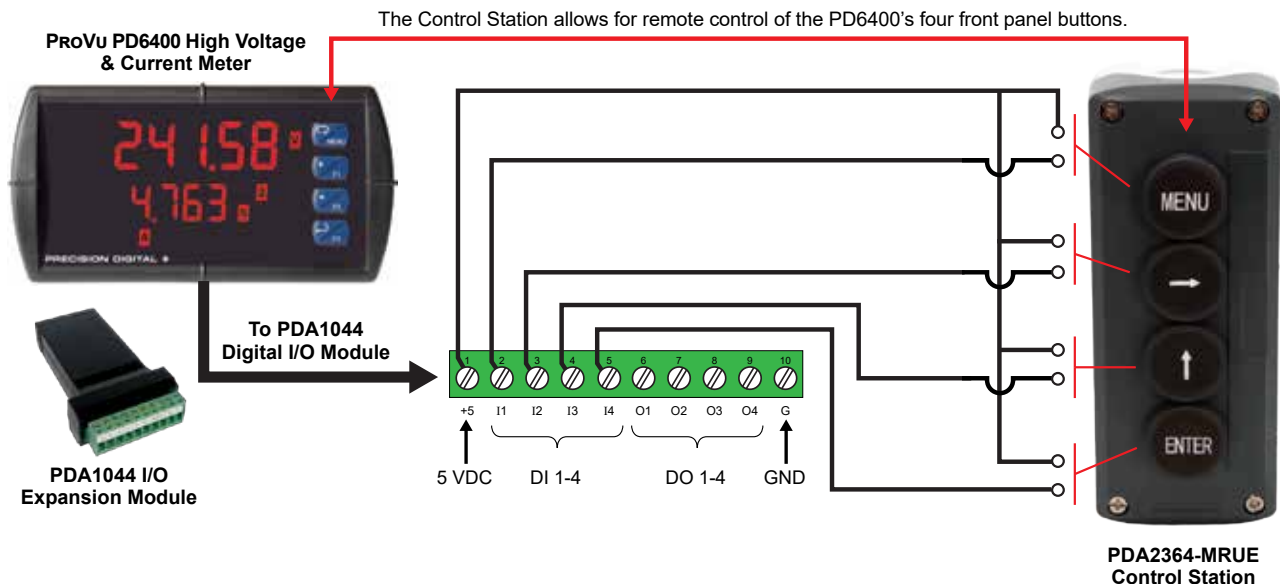 The Control Station allows for remote control of the PD6400's four front panel buttons.
PROVU PD6400 High Voltage
& Current Meter
241.58
4.763
MENU
F1
F3
PRECISION DIGITAL
To PDA1044
Digital I/O Module
1 2 3 4 5 6 7 8 9 10
+5 I1 I2 I3 I4 O1 O2 O3 O4 G
5 VDC DI 1-4 DO 1-4 GND
PDA1044 I/O
Expansion Module
MENU
→
↑
ENTER
PDA2364-MRUE
Control Station